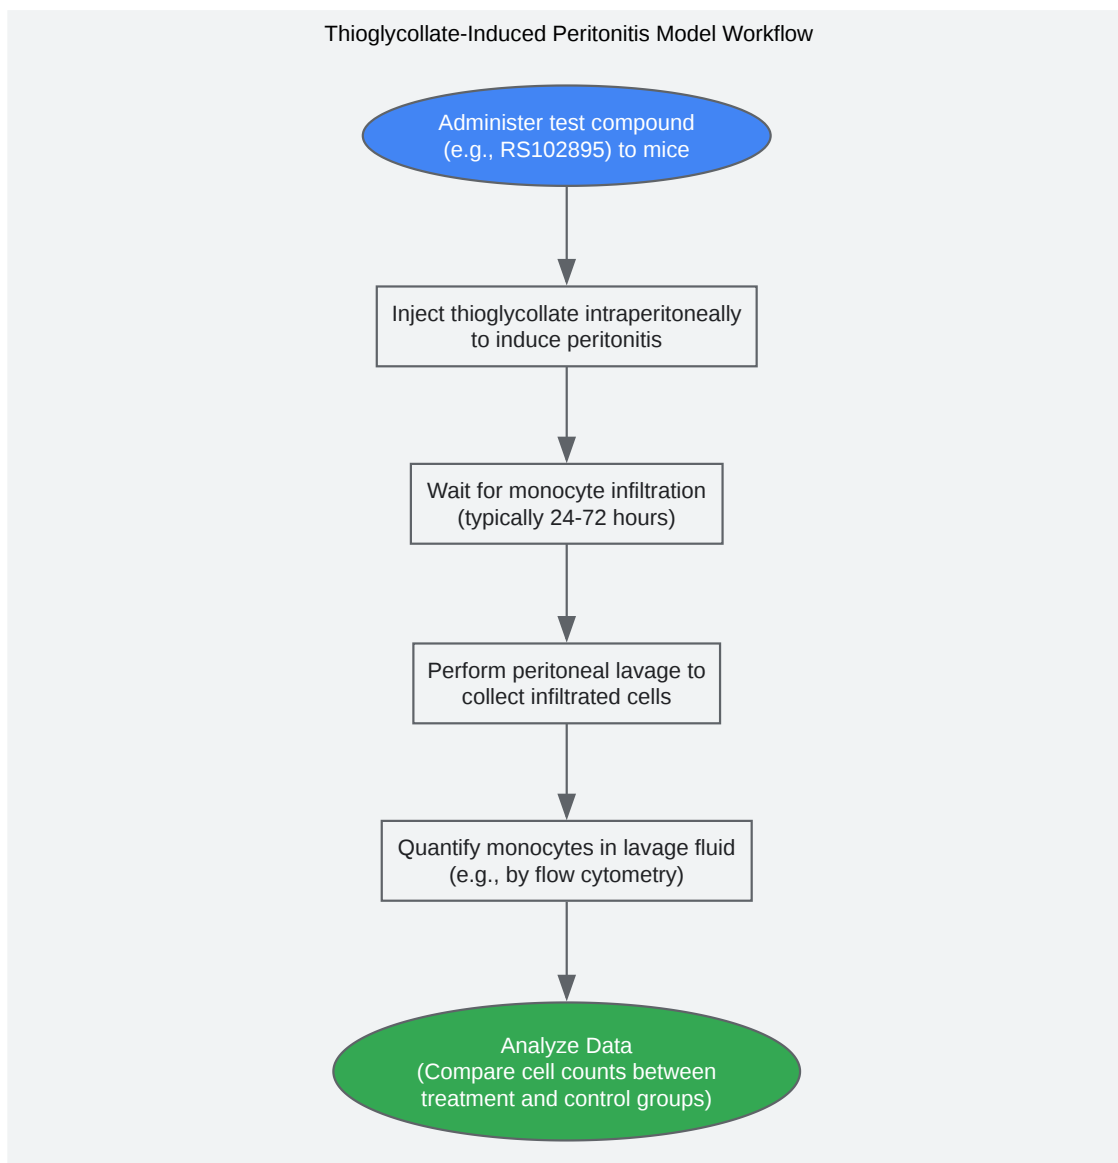 Thioglycollate-Induced Peritonitis Model Workflow
Administer test compound
(e.g., RS102895) to mice
Inject thioglycollate intraperitoneally
to induce peritonitis
Wait for monocyte infiltration
(typically 24-72 hours)
Perform peritoneal lavage to
collect infiltrated cells
Quantify monocytes in lavage fluid
(e.g., by flow cytometry)
Analyze Data
(Compare cell counts between
treatment and control groups)